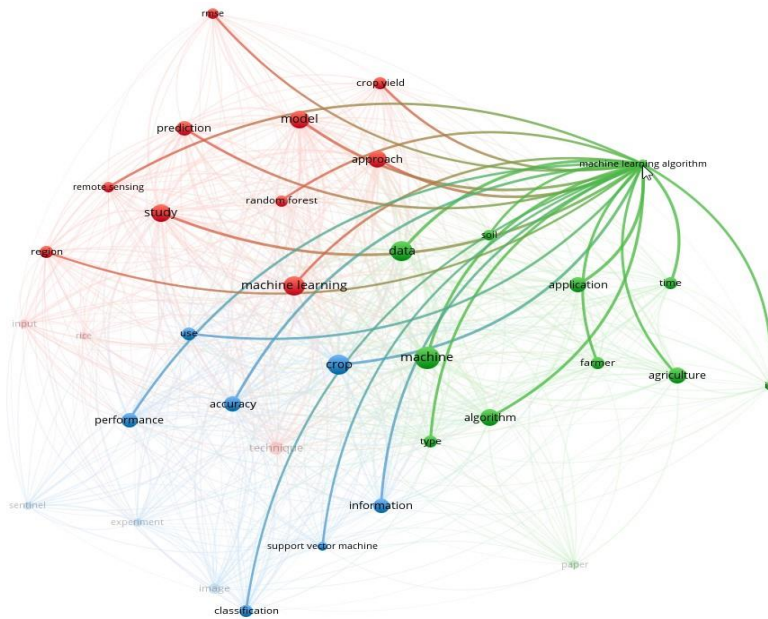 rmse
crop yield
model
prediction
approach
machine learning algorithm
remote sensing
random forest
study
soil
region
data
machine learning
application
time
input
use
rice
machine
crop
farmer
agriculture
accuracy
performance
algorithm
type
technique
sentinel
information
experiment
support vector machine
paper
image
classification